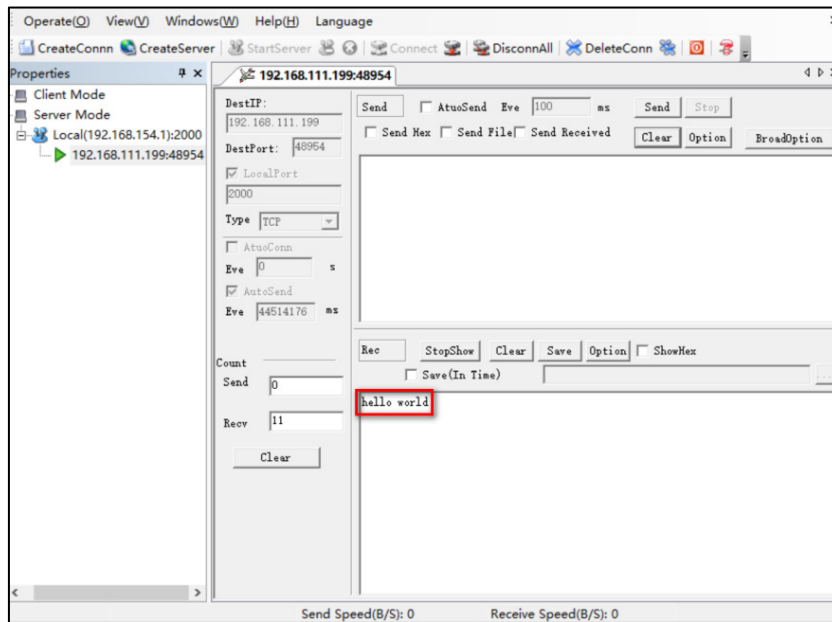 Operate(O) View(V) Windows(W) Help(H) Language
CreateConnn CreateServer StartServer Connect DisconnAll DeleteConn
Properties
Client Mode
Server Mode
Local(192.168.154.1):2000
192.168.111.199:48954
192.168.111.199:48954
DestIP:
192.168.111.199
DestPort: 48954
LocalPort
2000
Type TCP
AtuoConn
Eve 0 s
AutoSend
Eve 44514176 ms
Count
Send 0
Recv 11
Clear
Send AtuoSend Eve 100 ms Send Stop
Send Hex Send File Send Received Clear Option BroadOption
Rec StopShow Clear Save Option ShowHex
Save(In Time) ...
hello world
Send Speed(B/S): 0 Receive Speed(B/S): 0